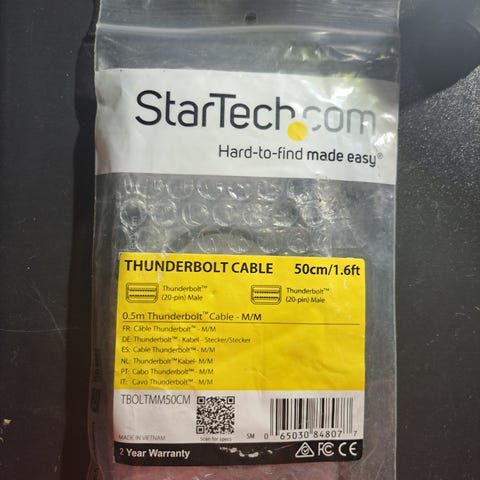 StarTech.com
Hard-to-find made easy®
THUNDERBOLT CABLE 50cm/1.6ft
Thunderbolt™ (20-pin) Male
Thunderbolt™ (20-pin) Male
0.5m Thunderbolt™ Cable - M/M
FR: Câble Thunderbolt™ - M/M
DE: Thunderbolt™ - Kabel - Stecker/Stecker
ES: Cable Thunderbolt™ - M/M
NL: Thunderbolt™ Kabel- M/M
PT: Cabo Thunderbolt™ - M/M
IT: Cavo Thunderbolt™ - M/M
TBOLTMM50CM
MADE IN VIETNAM
Scan for specs
SM 0 65030 84807 7
2 Year Warranty
FC CE